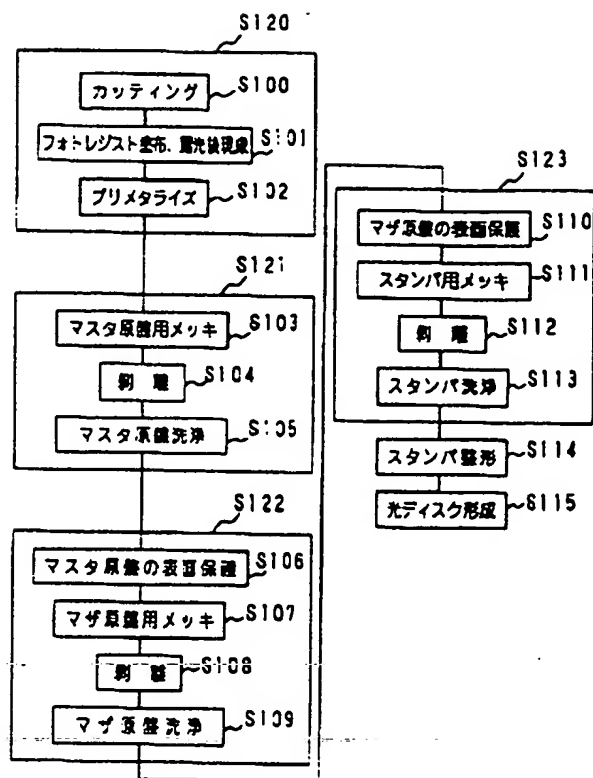 S120
カッティング S100
フォトレジスト塗布、露光後現像 S101
プリメタライズ S102
S121
マスタ原盤用メッキ S103
剥離 S104
マスタ原盤洗浄 S105
S122
マスタ原盤の表面保護 S106
マザ原盤用メッキ S107
剥離 S108
マザ原盤洗浄 S109
S123
マザ原盤の表面保護 S110
スタンパ用メッキ S111
剥離 S112
スタンパ洗浄 S113
スタンパ整形 S114
光ディスク形成 S115